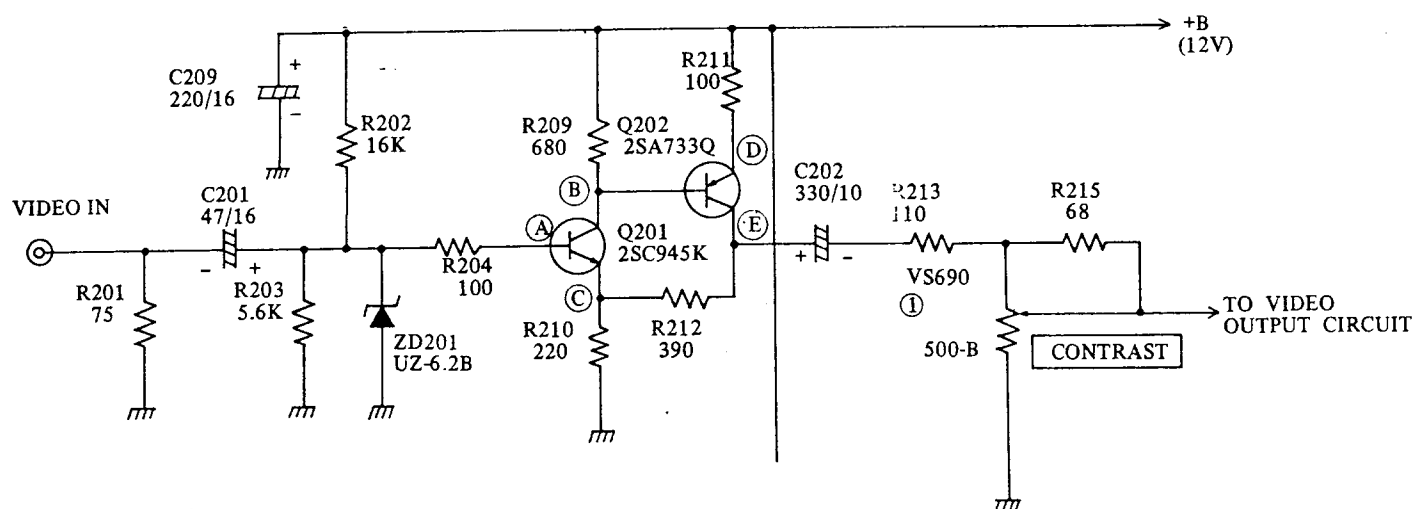 +B
(12V)
R211
100
C209
220/16
+
-
R202
16K
R209
680
Q202
2SA733Q
D
C202
330/10
R213
110
R215
68
VIDEO IN
C201
47/16
B
A
E
- +
R204
100
Q201
2SC945K
+ -
VS690
1
R201
75
R203
5.6K
ZD201
UZ-6.2B
C
R210
220
R212
390
500-B
CONTRAST
TO VIDEO
OUTPUT CIRCUIT